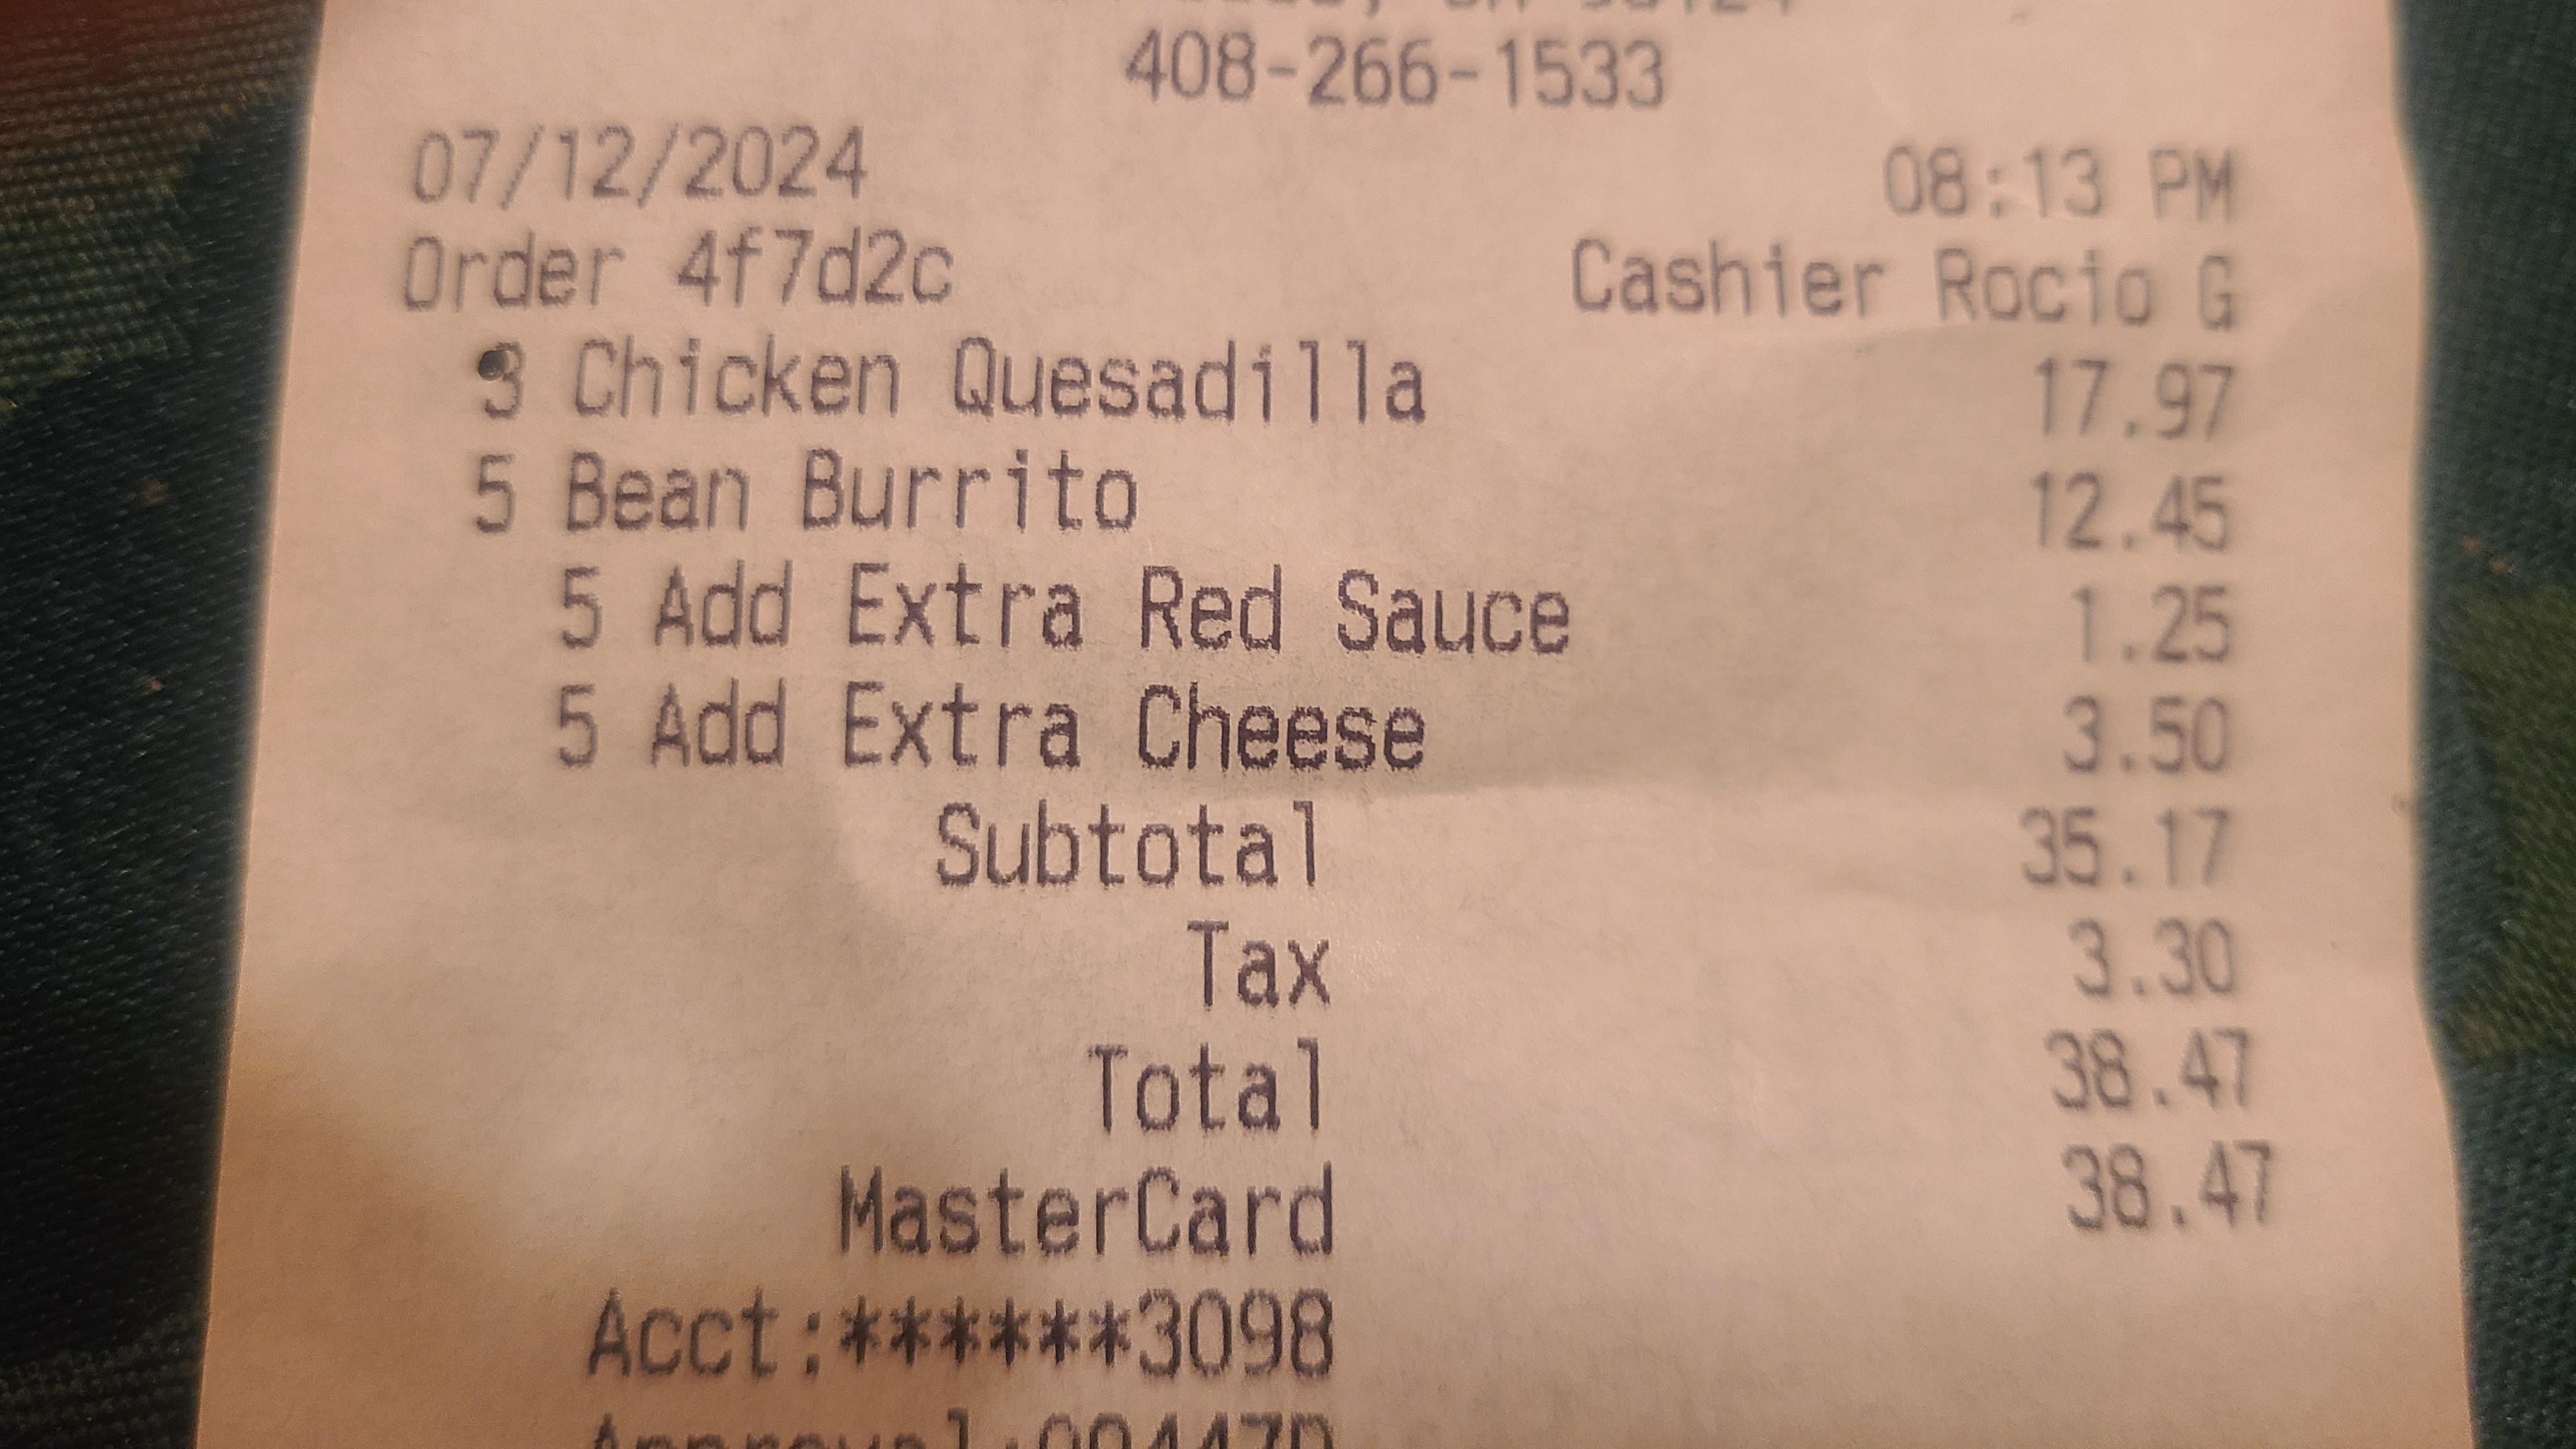 408-266-1533
07/12/2024 08:13 PM
Order 4f7d2c Cashier Rocio G
3 Chicken Quesadilla 17.97
5 Bean Burrito 12.45
5 Add Extra Red Sauce 1.25
5 Add Extra Cheese 3.50
Subtotal 35.17
Tax 3.30
Total 38.47
MasterCard 38.47
Acct:******3098